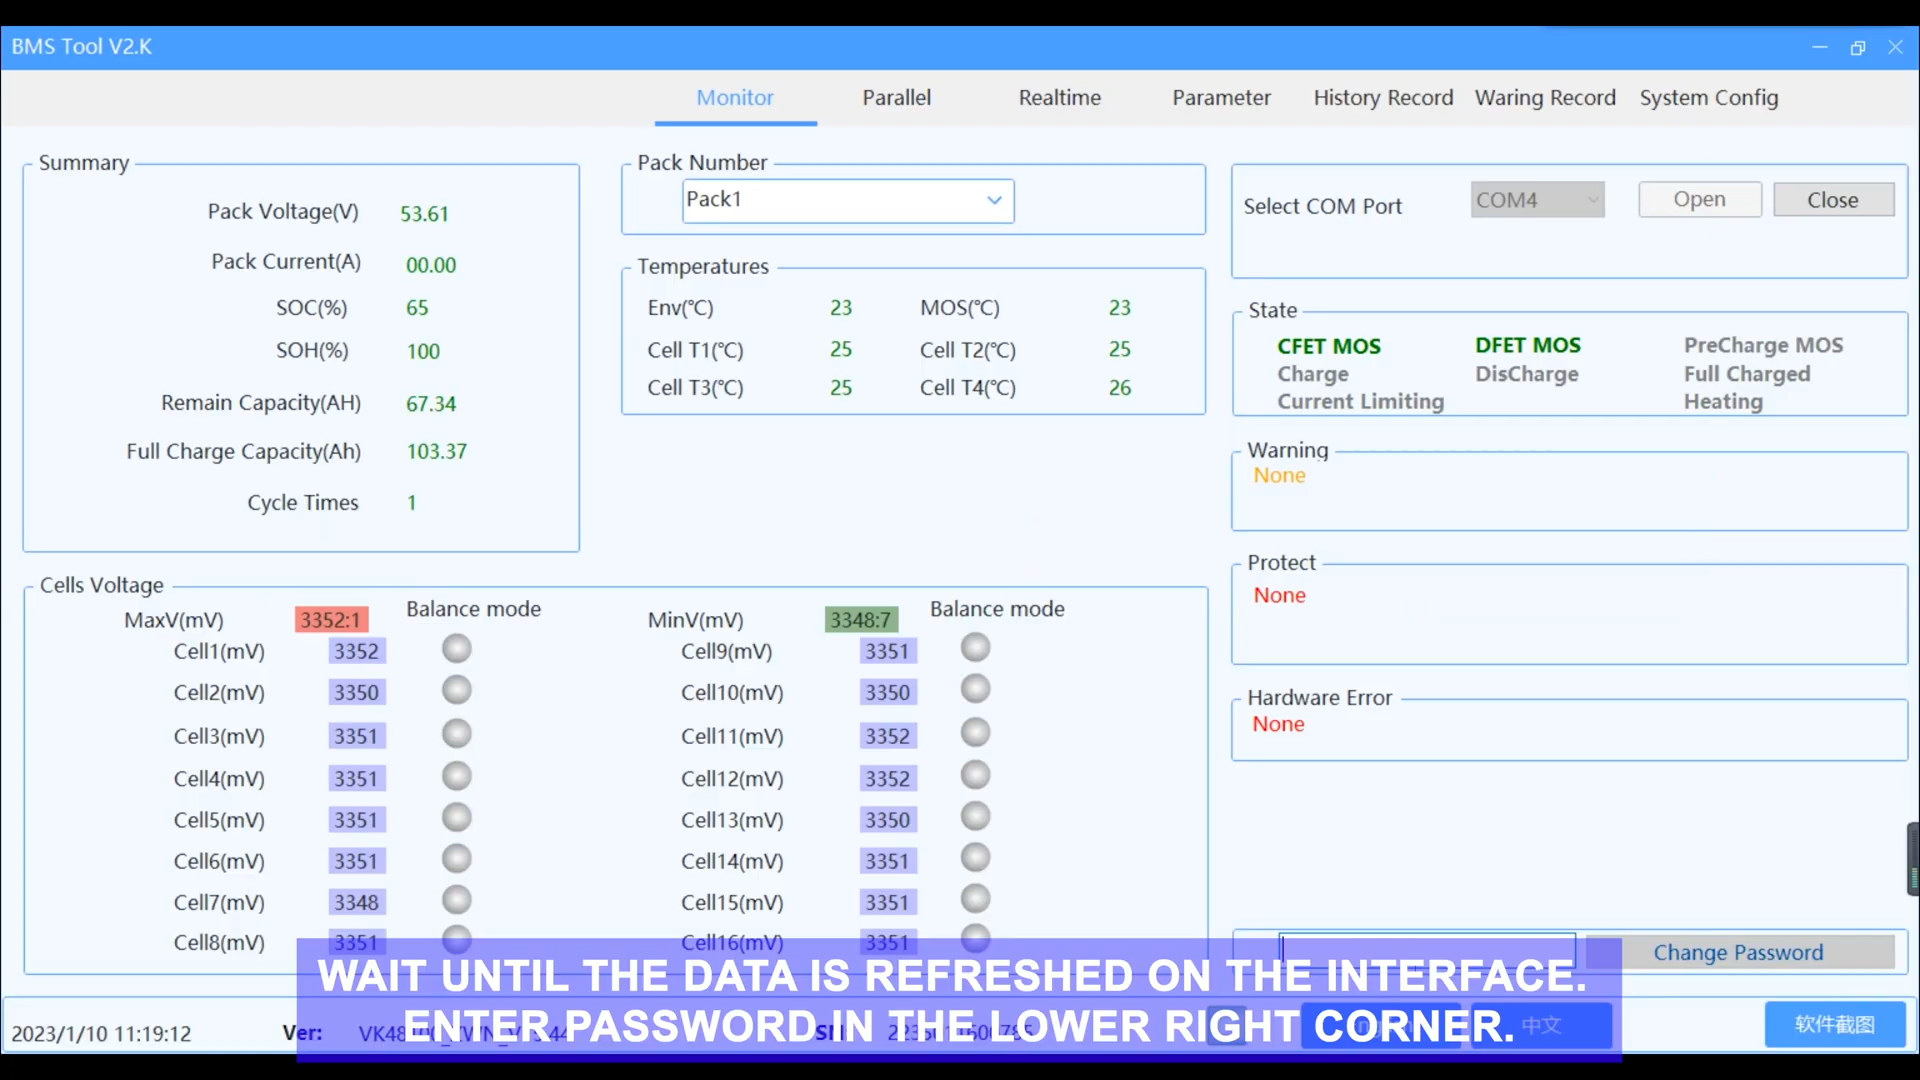 BMS Tool V2.K
Monitor Parallel Realtime Parameter History Record Waring Record System Config
Summary
Pack Voltage(V) 53.61
Pack Current(A) 00.00
SOC(%) 65
SOH(%) 100
Remain Capacity(AH) 67.34
Full Charge Capacity(Ah) 103.37
Cycle Times 1
Pack Number
Pack1
Temperatures
Env(℃) 23 MOS(℃) 23
Cell T1(℃) 25 Cell T2(℃) 25
Cell T3(℃) 25 Cell T4(℃) 26
Select COM Port COM4 Open Close
State
CFET MOS DFET MOS PreCharge MOS
Charge DisCharge Full Charged
Current Limiting Heating
Warning
None
Protect
None
Hardware Error
None
Cells Voltage
MaxV(mV) 3352:1 Balance mode MinV(mV) 3348:7 Balance mode
Cell1(mV) 3352 Cell9(mV) 3351
Cell2(mV) 3350 Cell10(mV) 3350
Cell3(mV) 3351 Cell11(mV) 3352
Cell4(mV) 3351 Cell12(mV) 3352
Cell5(mV) 3351 Cell13(mV) 3350
Cell6(mV) 3351 Cell14(mV) 3351
Cell7(mV) 3348 Cell15(mV) 3351
Cell8(mV) 3351 Cell16(mV) 3351
Change Password
WAIT UNTIL THE DATA IS REFRESHED ON THE INTERFACE.
ENTER PASSWORD IN THE LOWER RIGHT CORNER.
2023/1/10 11:19:12 Ver: 中文 软件截图